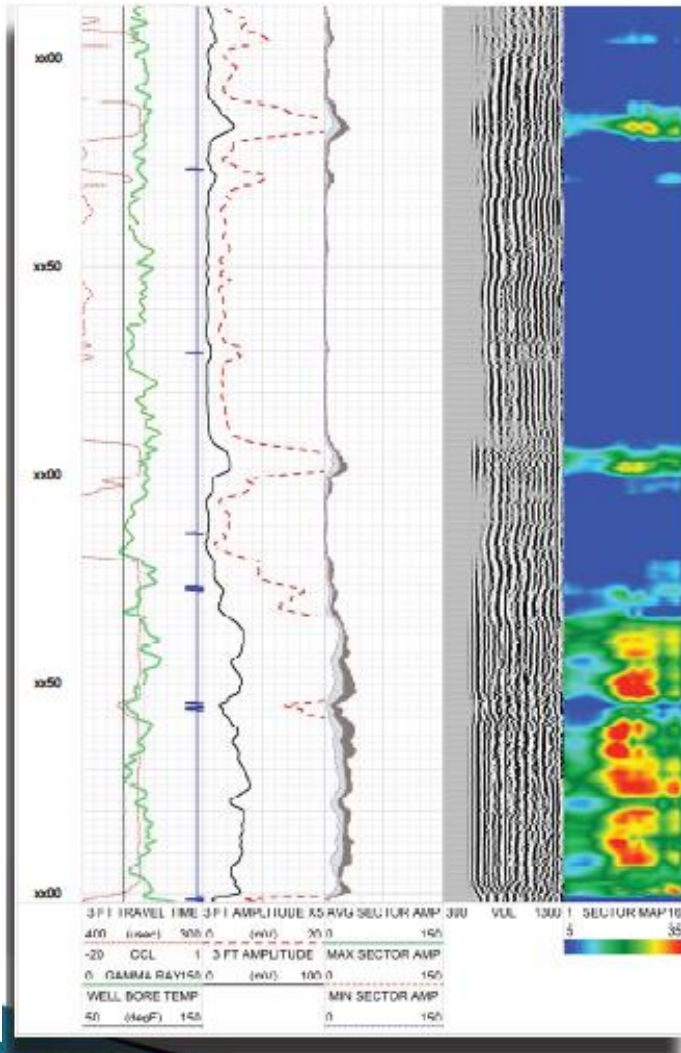 xx00
xx50
xx00
xx50
xx00
3 FT TRAVEL TIME 3 FT AMPLITUDE X5 AVG SECTOR AMP 390 VDL 1390 1 SECTOR MAP 16
400 (usec) 300 0 (mV) 20 0 150 5 35
-20 CCL 1 3 FT AMPLITUDE MAX SECTOR AMP
0 GAMMA RAY 150 0 (mV) 100 0 150
WELL BORE TEMP MIN SECTOR AMP
50 (degF) 150 0 150